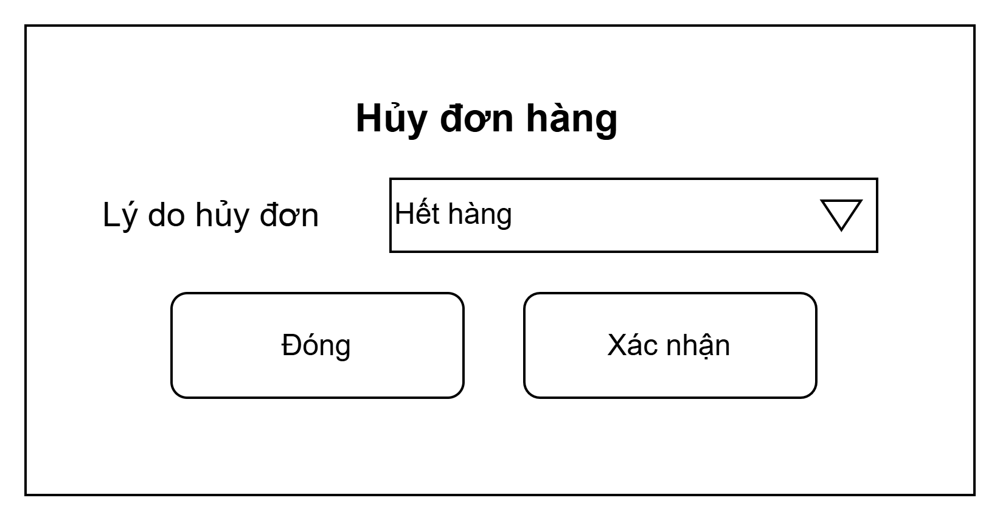 Hủy đơn hàng
Lý do hủy đơn
Hết hàng
Đóng
Xác nhận